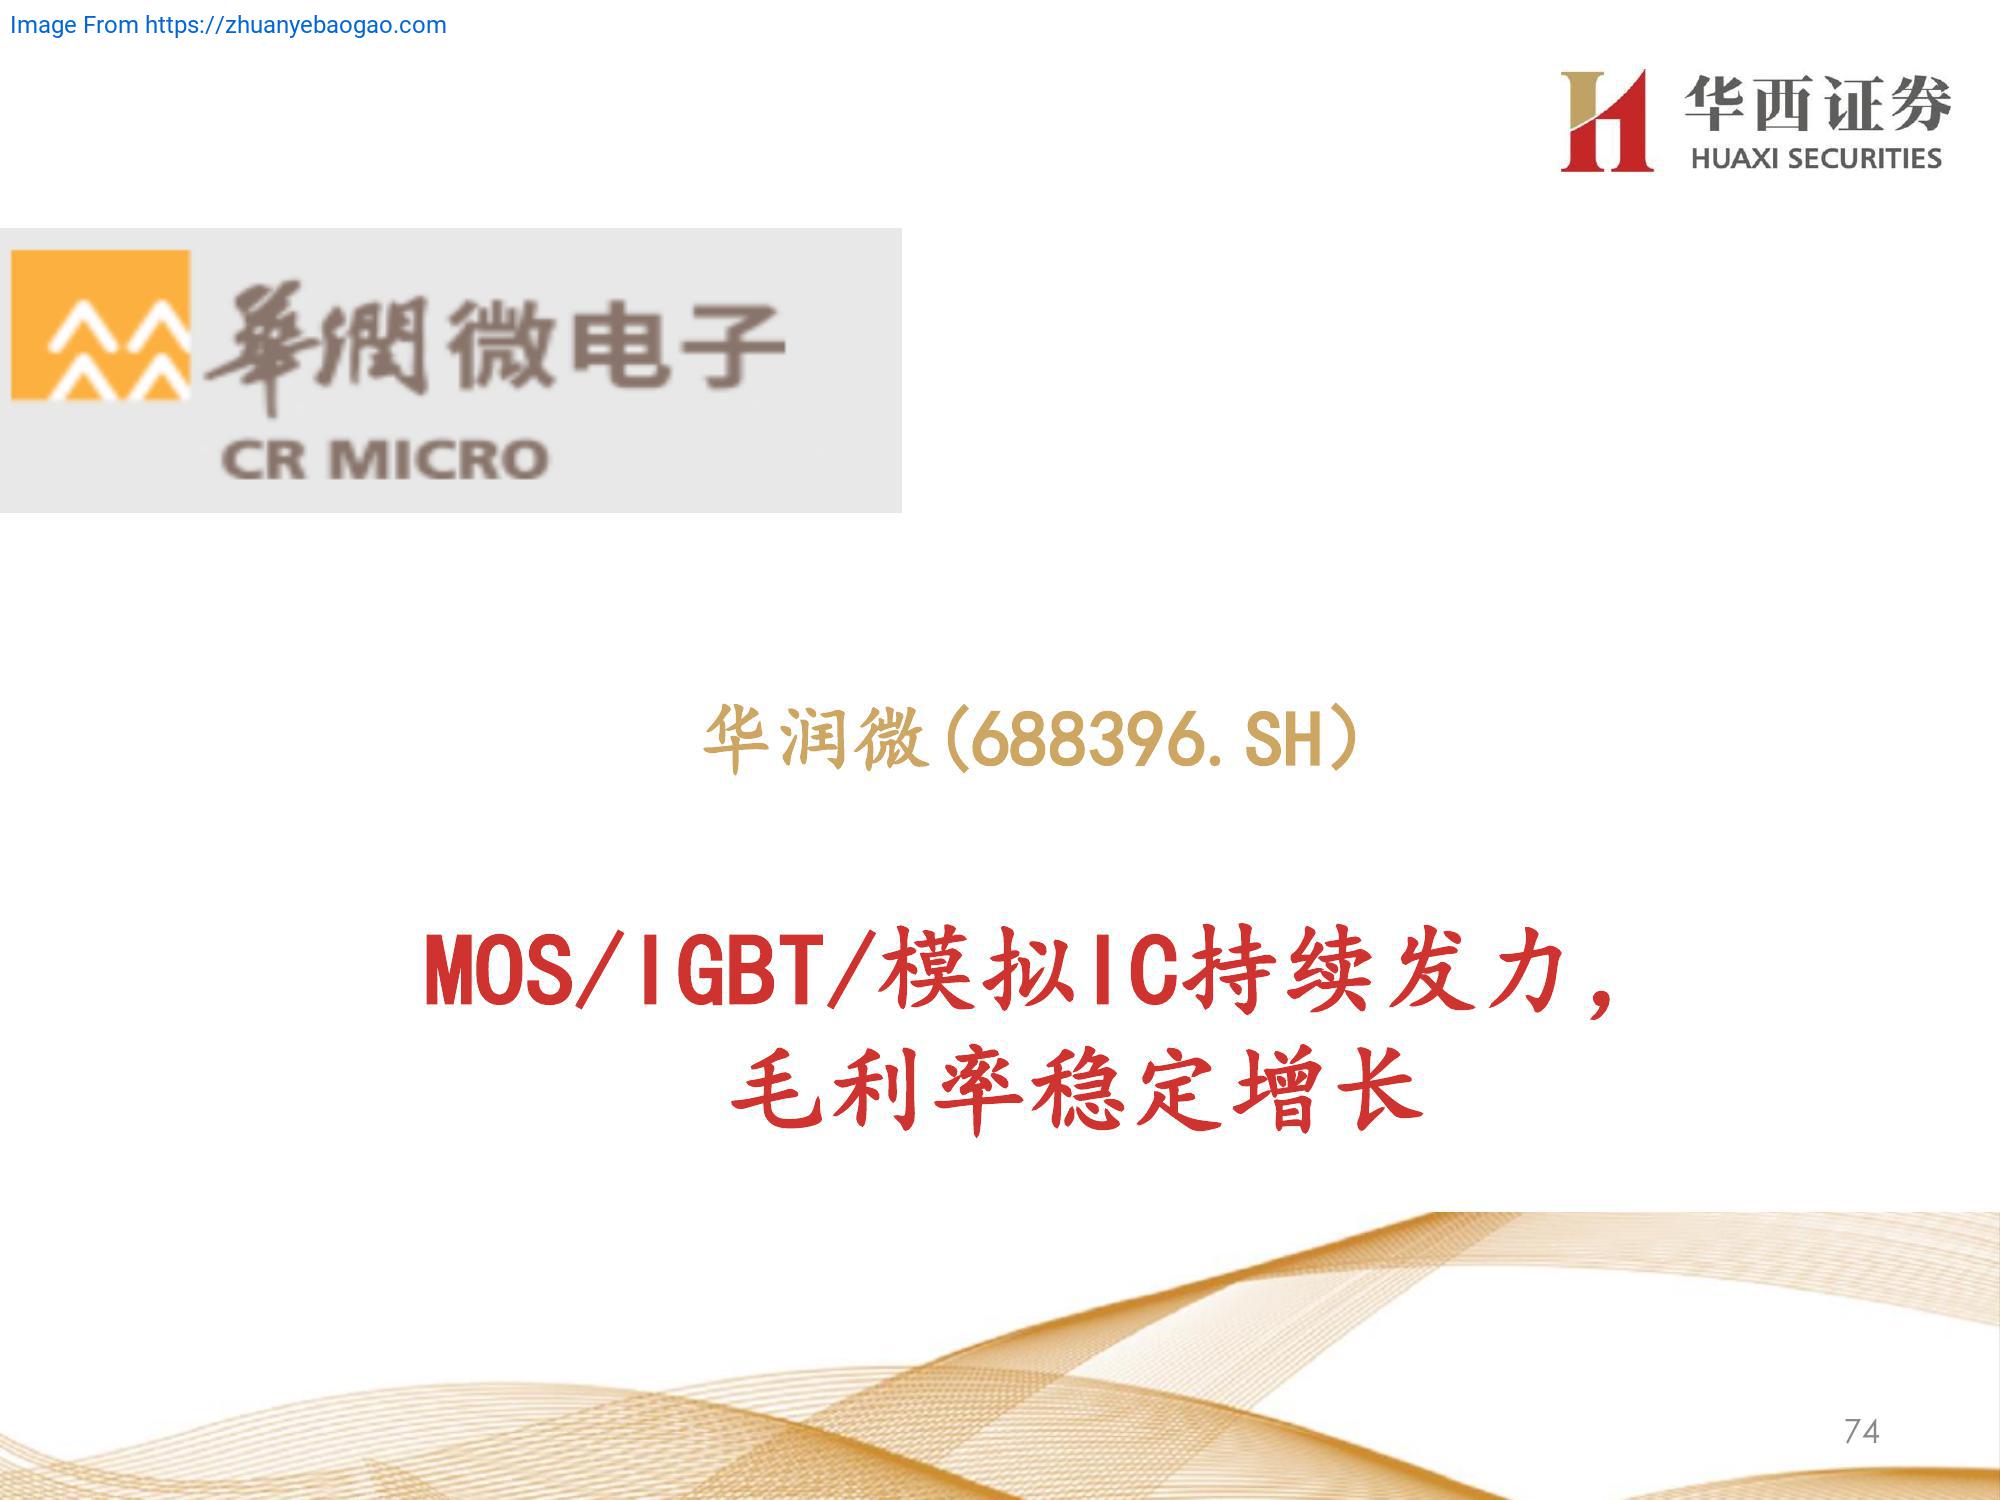 Image From https://zhuanyebaogao.com
华西证券
HUAXI SECURITIES
華潤微电子
CR MICRO
华润微(688396.SH)
MOS/IGBT/模拟IC持续发力，
毛利率稳定增长
74